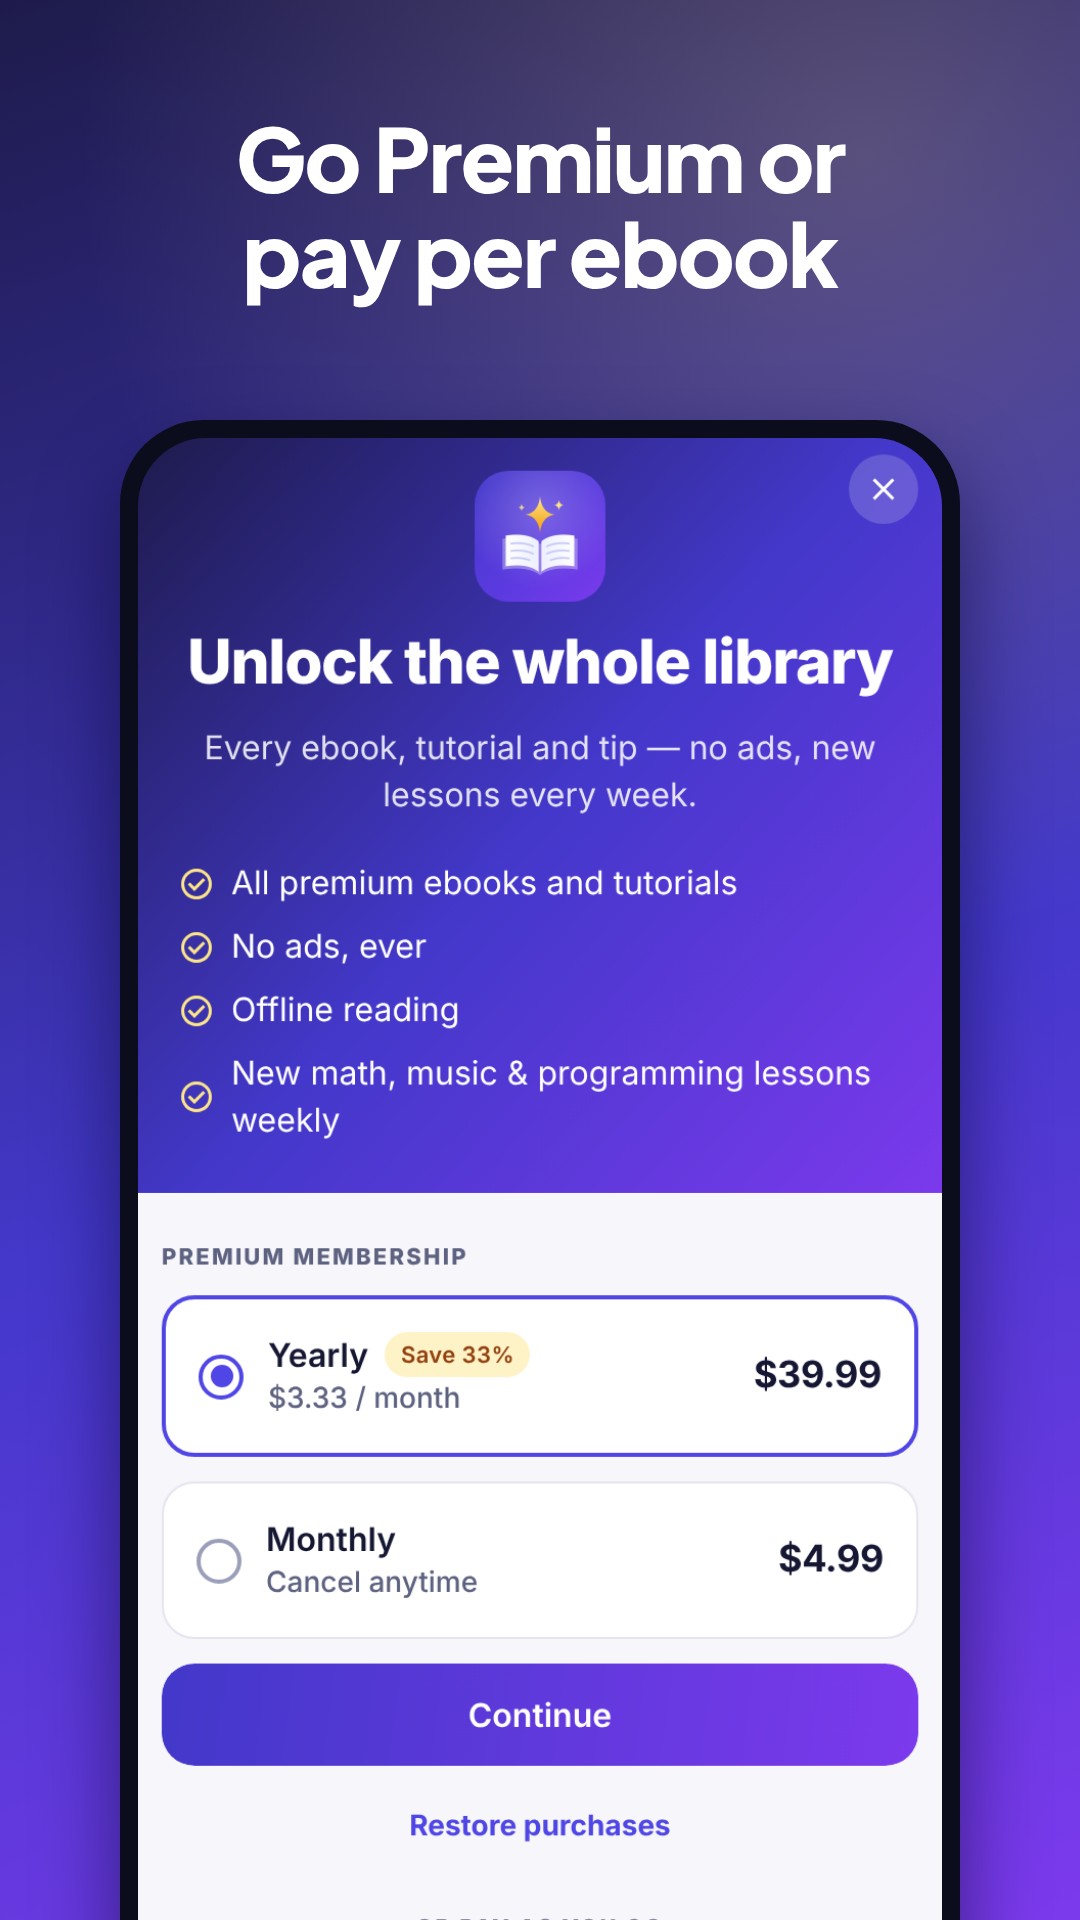 Go Premium or
pay per ebook
Unlock the whole library
Every ebook, tutorial and tip — no ads, new
lessons every week.
All premium ebooks and tutorials
No ads, ever
Offline reading
New math, music & programming lessons
weekly
PREMIUM MEMBERSHIP
Yearly Save 33%
$3.33 / month
$39.99
Monthly
Cancel anytime
$4.99
Continue
Restore purchases